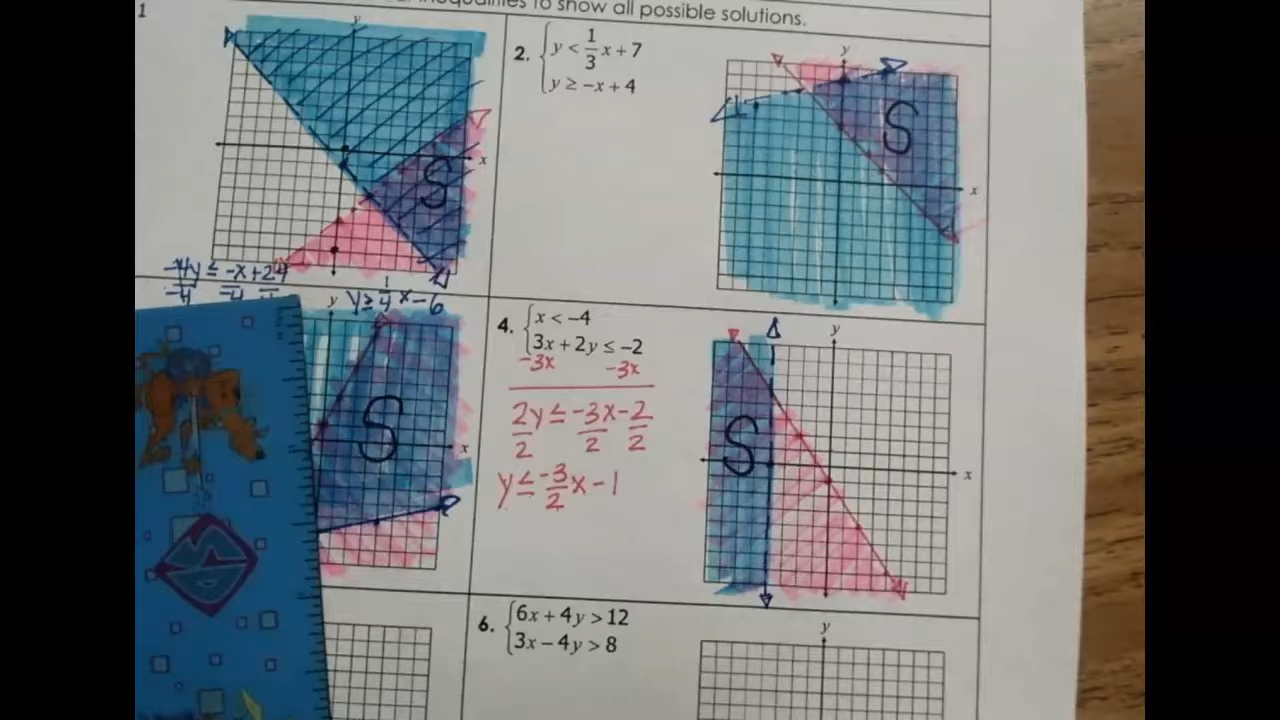 inequalities to show all possible solutions.
1
y
x
S
2. y < 1/3 x + 7
y ≥ -x + 4
y
x
S
-4y ≤ -x + 24
-4 -4
y ≥ 1/4 x - 6
y
x
S
4. x < -4
3x + 2y ≤ -2
-3x -3x
2y ≤ -3x - 2
2 2 2
y ≤ -3/2 x - 1
y
x
S
6. 6x + 4y > 12
3x - 4y > 8
y